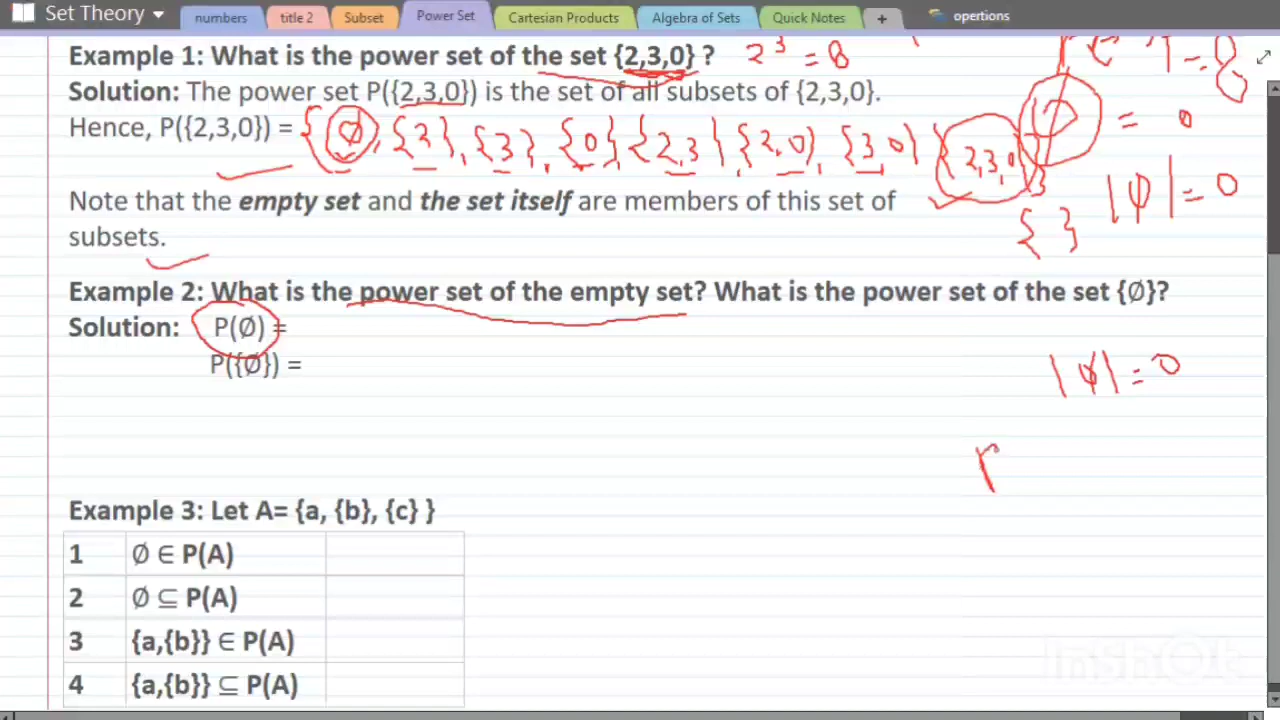 Set Theory
numbers title 2 Subset Power Set Cartesian Products Algebra of Sets Quick Notes + opertions
Example 1: What is the power set of the set {2,3,0} ? 2^3 = 8
Solution: The power set P({2,3,0}) is the set of all subsets of {2,3,0}.
Hence, P({2,3,0}) = { Ø, {2}, {3}, {0} {2,3} {2,0}, {3,0} {2,3,0} } = 0
Note that the empty set and the set itself are members of this set of
subsets.
{ } |Ø| = 0
Example 2: What is the power set of the empty set? What is the power set of the set {Ø}?
Solution: P(Ø) =
P({Ø}) =
|Ø| = 0
Example 3: Let A= {a, {b}, {c} }
1 Ø ∈ P(A)
2 Ø ⊆ P(A)
3 {a,{b}} ∈ P(A)
4 {a,{b}} ⊆ P(A)
InShOt